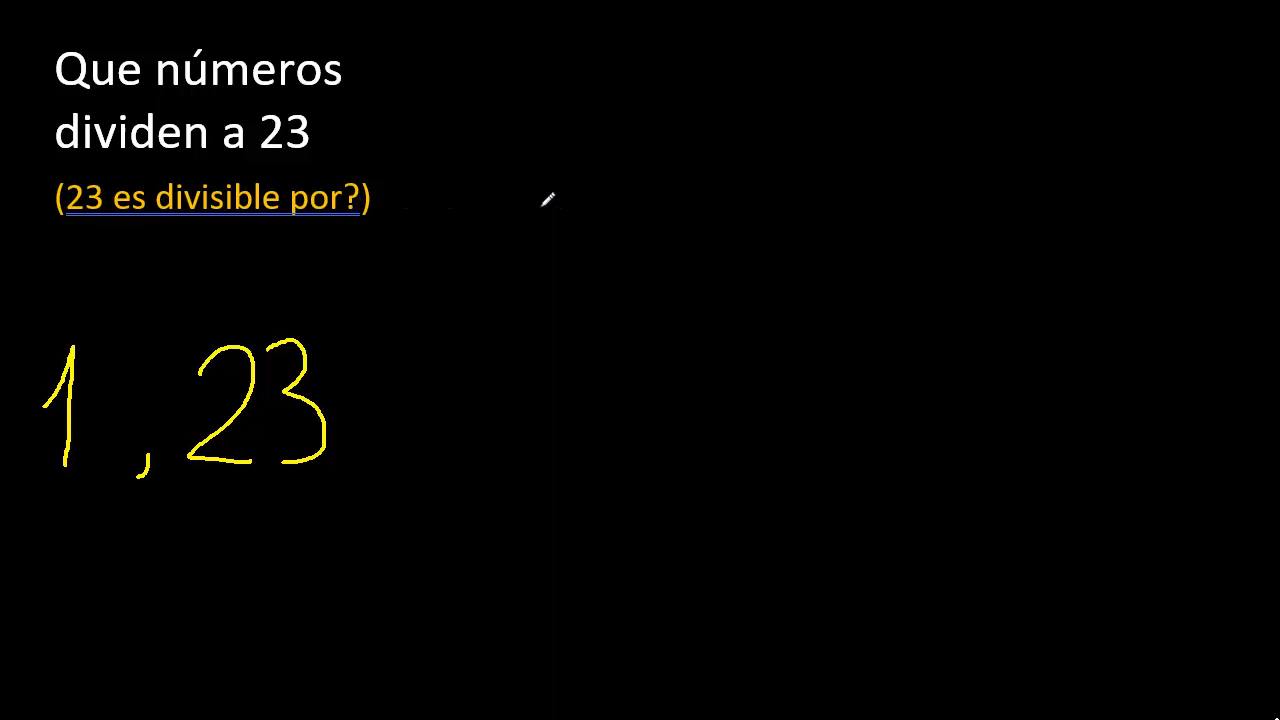 Que números
dividen a 23
(23 es divisible por?)
1 , 23